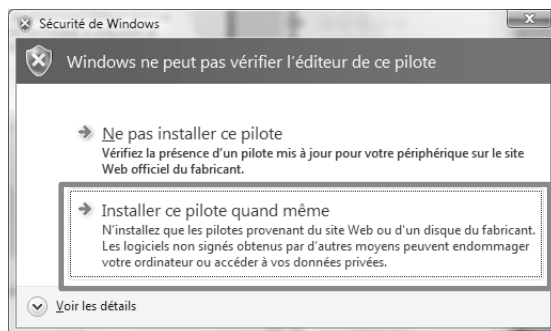 Sécurité de Windows
Windows ne peut pas vérifier l'éditeur de ce pilote
Ne pas installer ce pilote
Vérifiez la présence d'un pilote mis à jour pour votre périphérique sur le site
Web officiel du fabricant.
Installer ce pilote quand même
N'installez que les pilotes provenant du site Web ou d'un disque du fabricant.
Les logiciels non signés obtenus par d'autres moyens peuvent endommager
votre ordinateur ou accéder à vos données privées.
Voir les détails